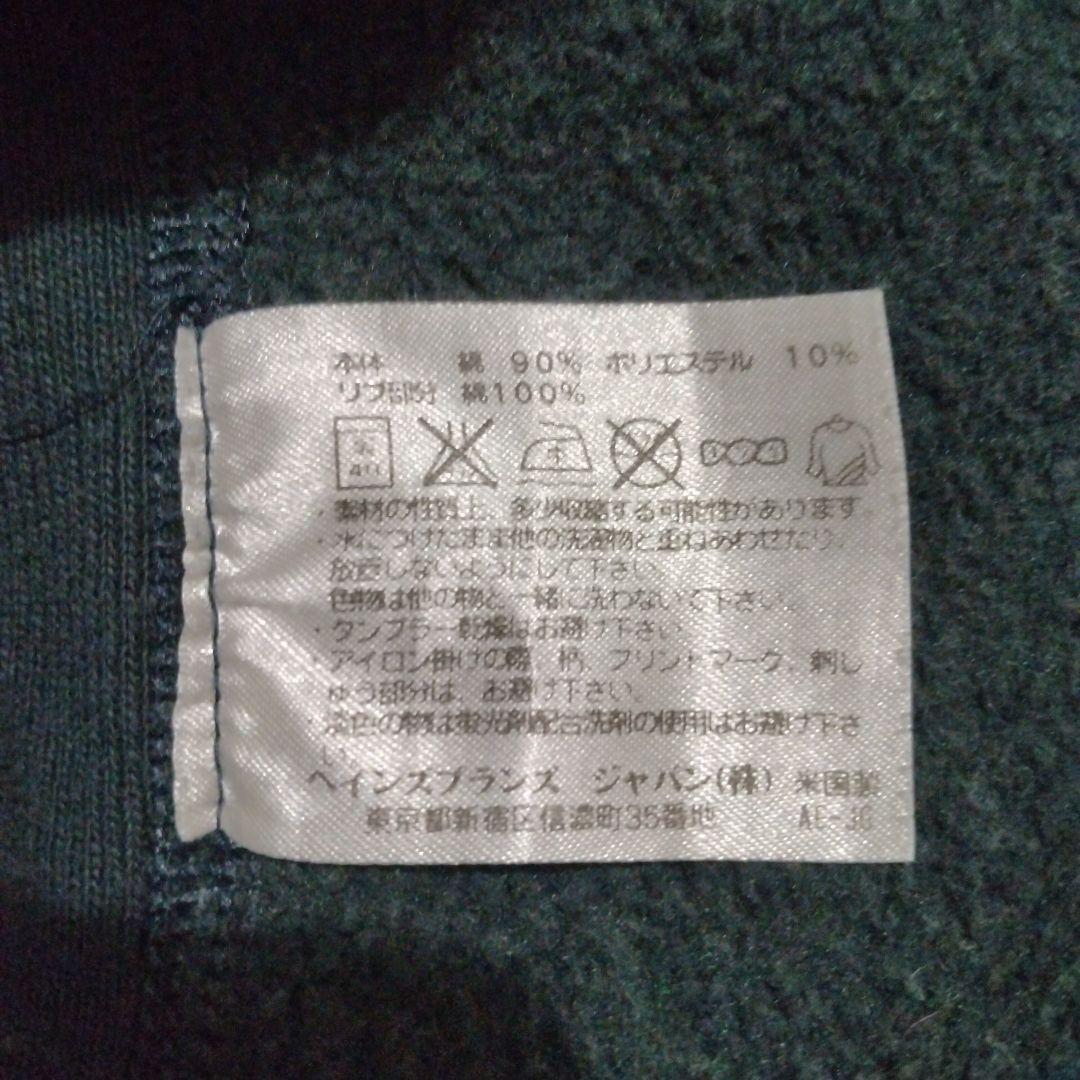 本体 綿 90% ポリエステル 10%
リブ部分 綿100%
40 中
・素材の性質上、多少収縮する可能性があります
・水につけたまま他の洗濯物と重ねあわせたり、
放置しないようにして下さい。
色物は他の物と一緒に洗わないで下さい。
・タンブラー乾燥はお避け下さい
・アイロン掛けの際、柄、プリントマーク、刺し
ゅう部分は、お避け下さい。
・淡色の物は蛍光剤配合洗剤の使用はお避け下さ
い
ヘインズブランズ ジャパン(株) 米国製
東京都新宿区信濃町35番地